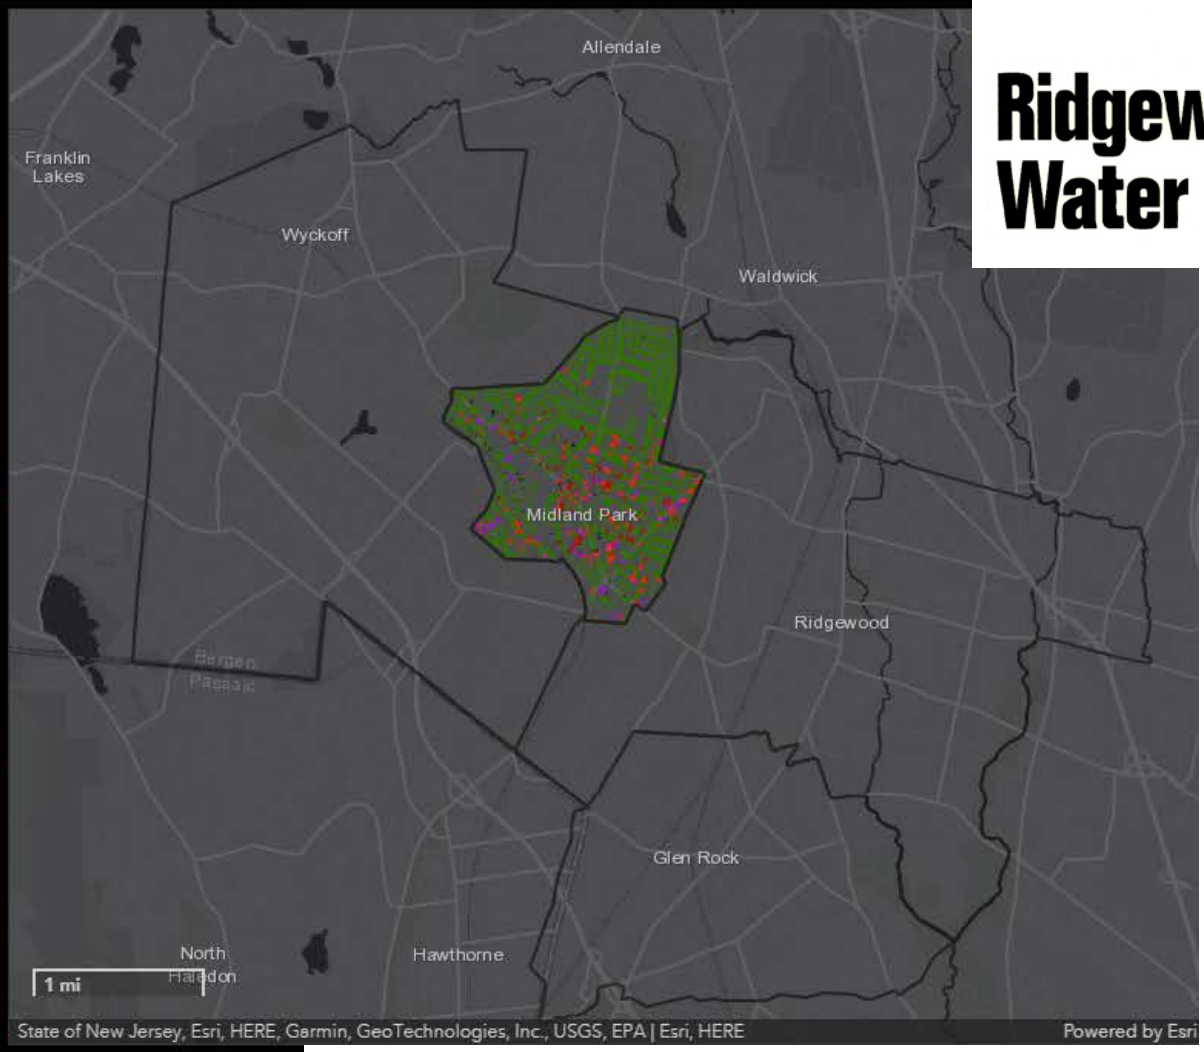 Allendale
Ridgew
Water
Franklin
Lakes
Wyckoff
Waldwick
Midland Park
Ridgewood
Bergen
Passaic
Glen Rock
North
Haledon
Hawthorne
1 mi
State of New Jersey, Esri, HERE, Garmin, GeoTechnologies, Inc., USGS, EPA | Esri, HERE
Powered by Esri